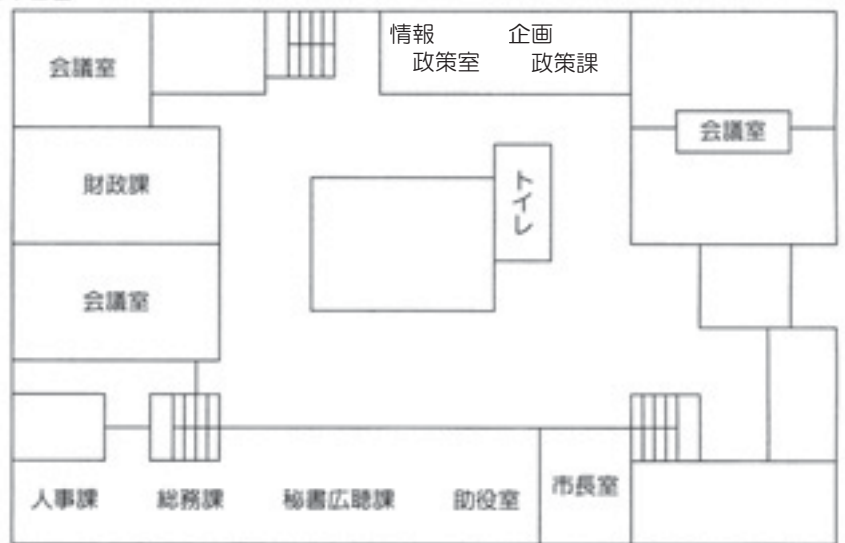 会議室
情報
政策室
企画
政策課
会議室
財政課
トイレ
会議室
人事課
総務課
秘書広聴課
助役室
市長室